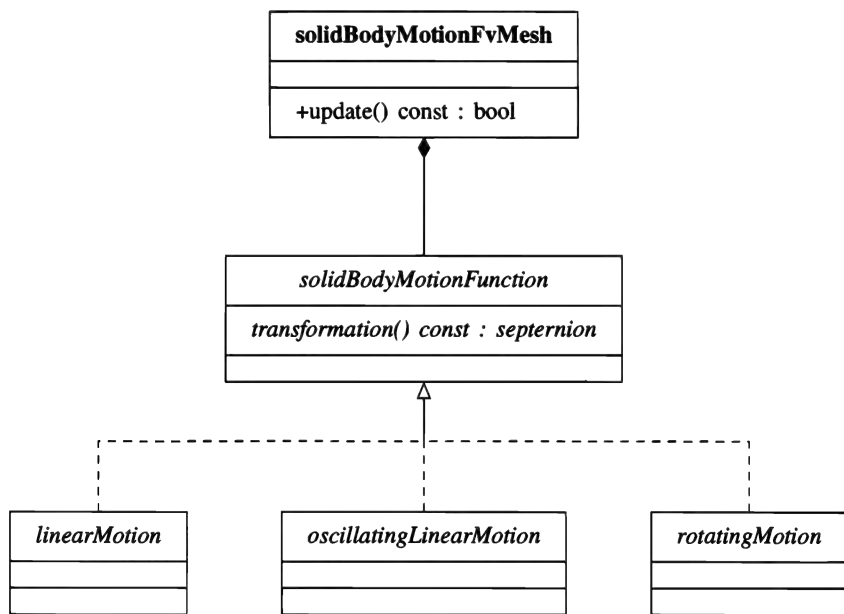 solidBodyMotionFvMesh
+update() const : bool
solidBodyMotionFunction
transformation() const : septernion
linearMotion
oscillatingLinearMotion
rotatingMotion